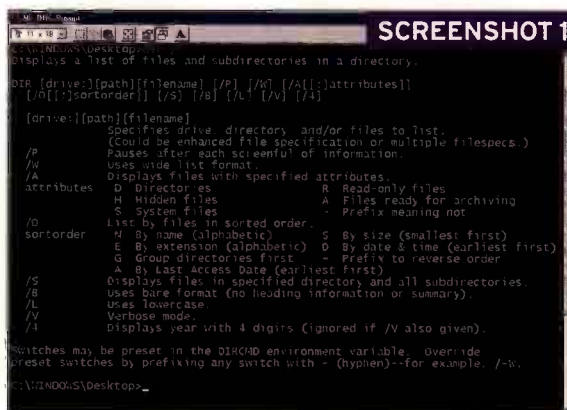 SCREENSHOT 1
MS-DOS Prompt
Tr 11 x 18
C:\WINDOWS\Desktop>
Displays a list of files and subdirectories in a directory.
DIR [drive:][path][filename] [/P] [/W] [/A[[:]attributes]]
[/O[[:]sortorder]] [/S] [/B] [/L] [/V] [/4]
[drive:][path][filename]
Specifies drive, directory, and/or files to list.
(Could be enhanced file specification or multiple filespecs.)
/P Pauses after each screenful of information.
/W Uses wide list format.
/A Displays files with specified attributes.
attributes D Directories R Read-only files
H Hidden files A Files ready for archiving
S System files - Prefix meaning not
/O List by files in sorted order.
sortorder N By name (alphabetic) S By size (smallest first)
E By extension (alphabetic) D By date & time (earliest first)
G Group directories first - Prefix to reverse order
A By Last Access Date (earliest first)
/S Displays files in specified directory and all subdirectories.
/B Uses bare format (no heading information or summary).
/L Uses lowercase.
/V Verbose mode.
/4 Displays year with 4 digits (ignored if /V also given).
Switches may be preset in the DIRCMD environment variable. Override
preset switches by prefixing any switch with - (hyphen)--for example, /-W.
C:\WINDOWS\Desktop>_